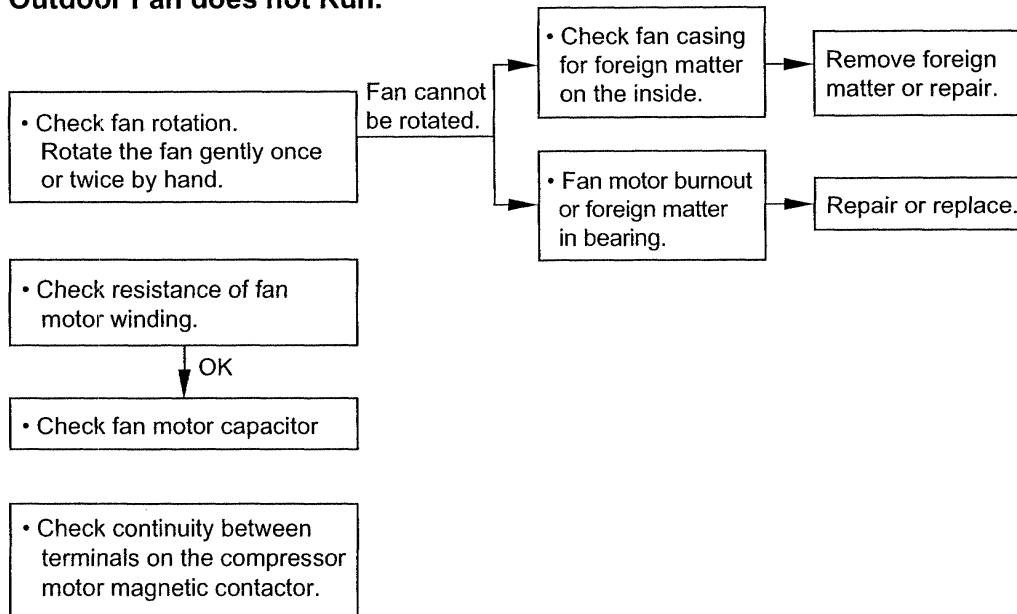 Outdoor Fan does not Run.
• Check fan rotation.
Rotate the fan gently once
or twice by hand.
Fan cannot
be rotated.
• Check fan casing
for foreign matter
on the inside.
Remove foreign
matter or repair.
• Fan motor burnout
or foreign matter
in bearing.
Repair or replace.
• Check resistance of fan
motor winding.
OK
• Check fan motor capacitor
• Check continuity between
terminals on the compressor
motor magnetic contactor.